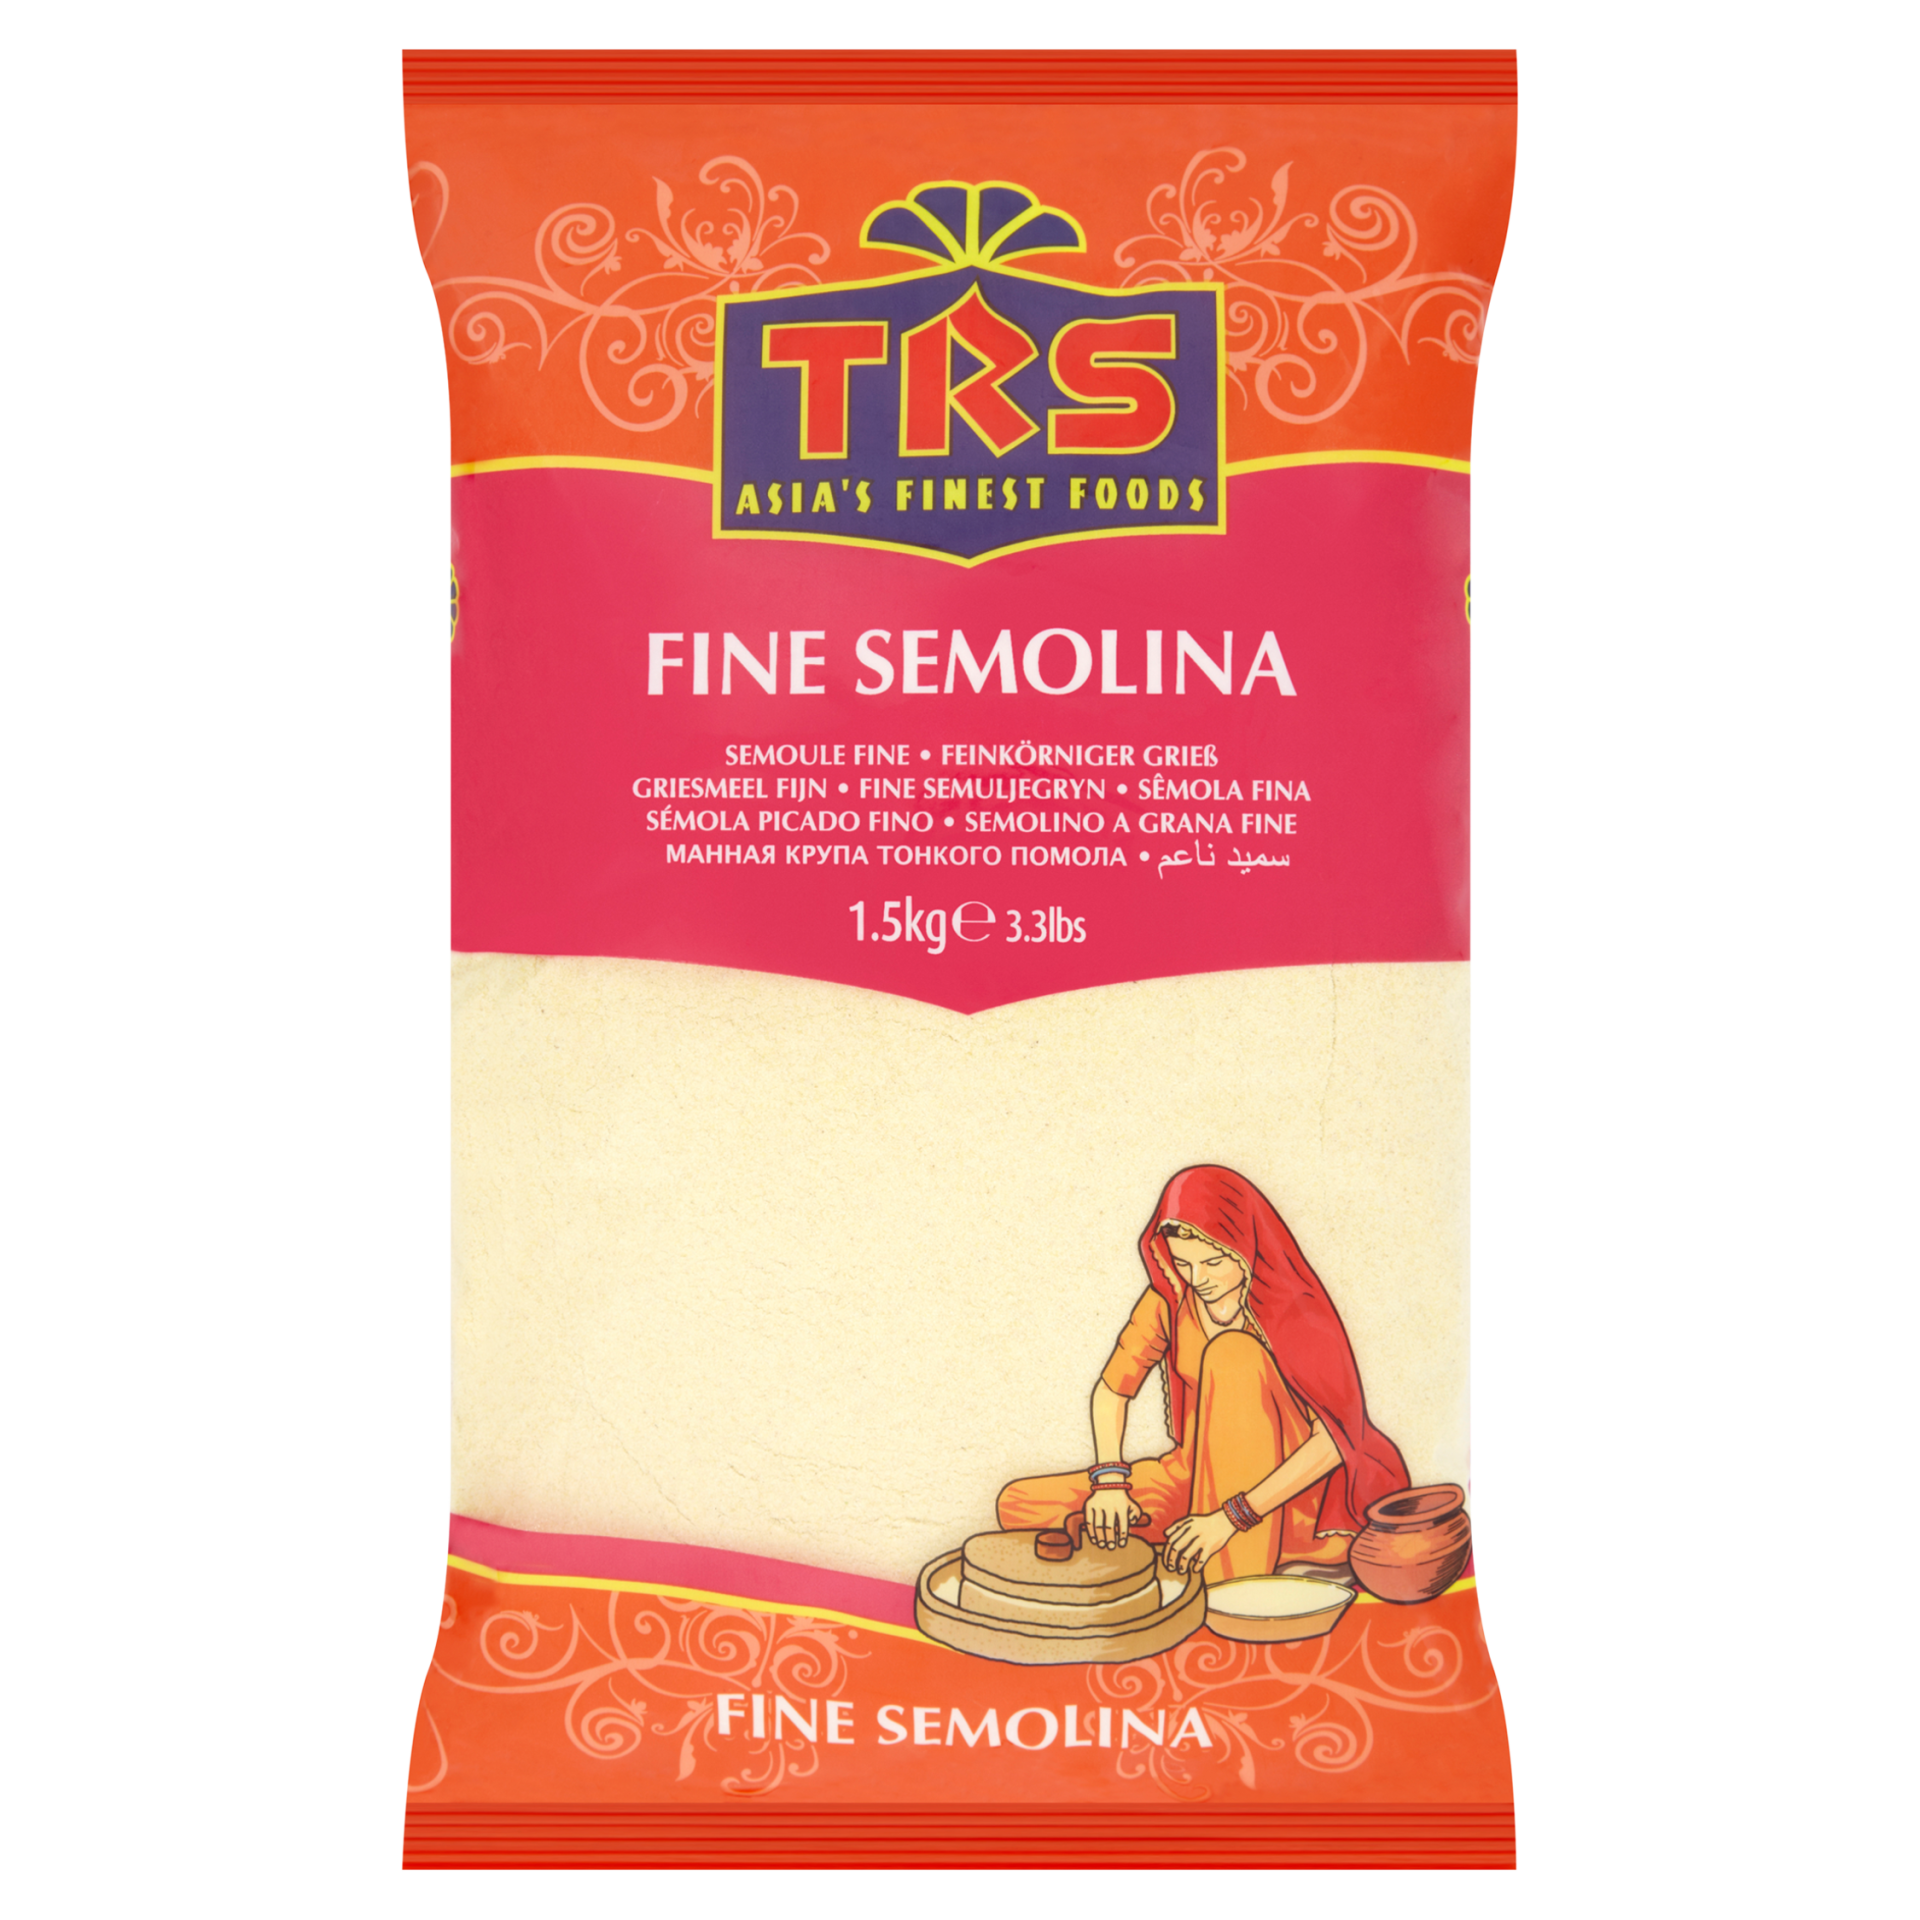 TRS
ASIA'S FINEST FOODS
FINE SEMOLINA
SEMOULE FINE • FEINKÖRNIGER GRIEß
GRIESMEEL FIJN • FINE SEMULJEGRYN • SÊMOLA FINA
SÉMOLA PICADO FINO • SEMOLINO A GRANA FINE
МАННАЯ КРУПА ТОНКОГО ПОМОЛА • سميد ناعم
1.5kg℮ 3.3lbs
FINE SEMOLINA